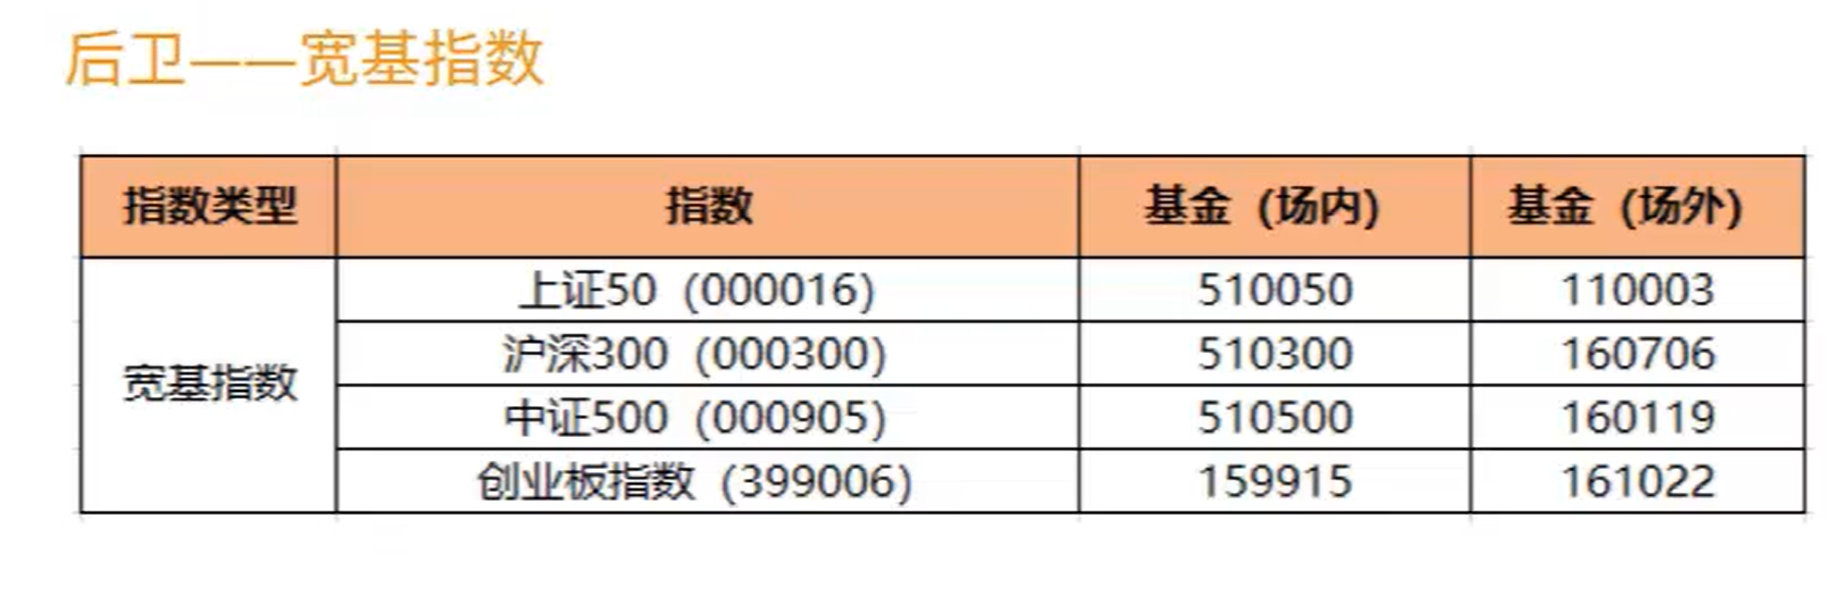 后卫——宽基指数
指数类型 指数 基金（场内） 基金（场外）
宽基指数 上证50（000016） 510050 110003
沪深300（000300） 510300 160706
中证500（000905） 510500 160119
创业板指数（399006） 159915 161022